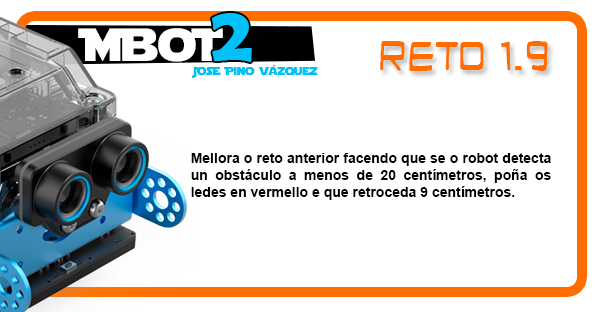 MBOT2
JOSE PINO VÁZQUEZ
RETO 1.9
Mellora o reto anterior facendo que se o robot detecta
un obstáculo a menos de 20 centímetros, poña os
ledes en vermello e que retroceda 9 centímetros.